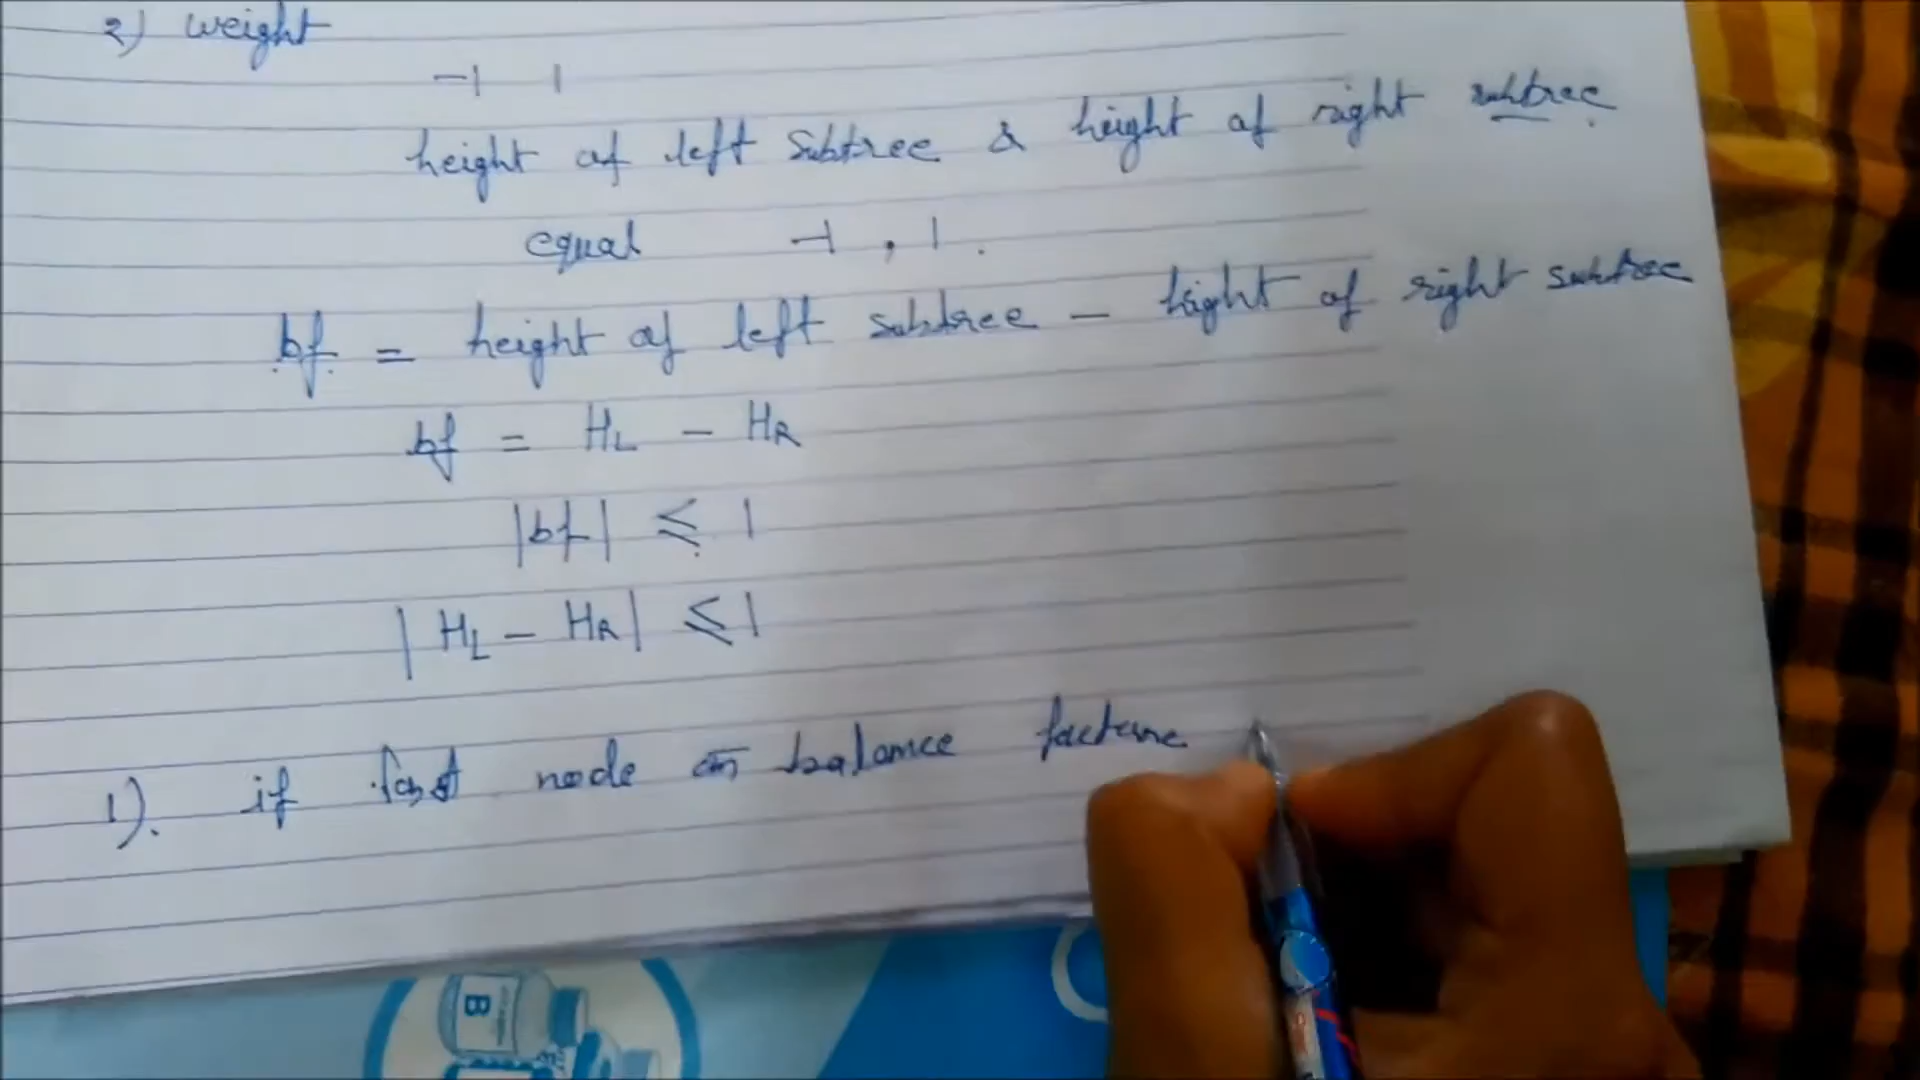 2) weight
-1 1
height of left Subtree & height of right subtree
equal -1 , 1 .
bf = height of left subtree - hight of right subtree
bf = HL - HR
|bf| ≤ 1
| HL - HR | ≤ 1
1). if node balance facture
B